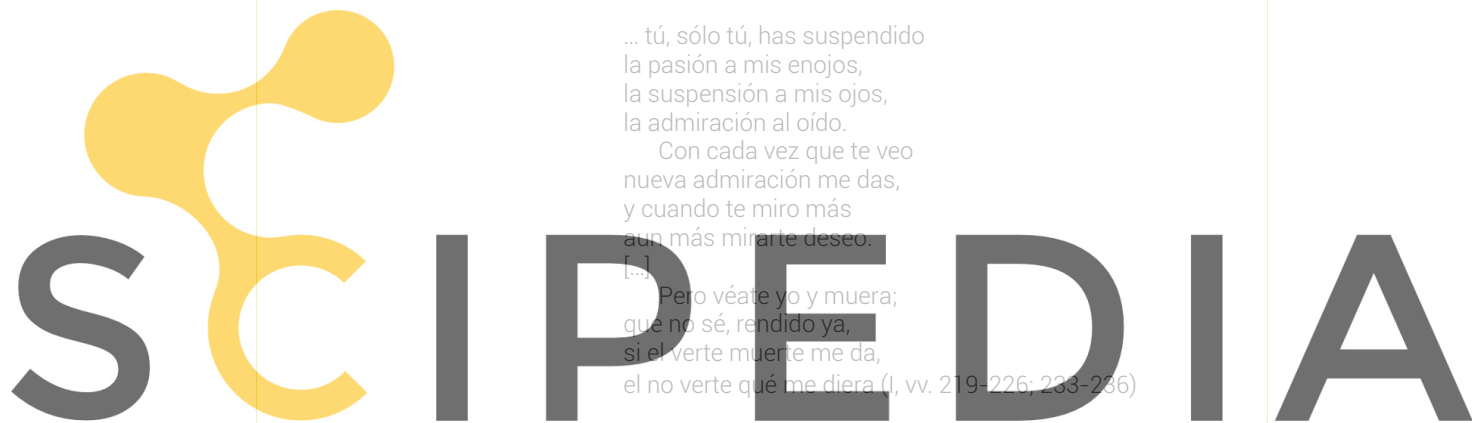 ... tú, sólo tú, has suspendido
la pasión a mis enojos,
la suspensión a mis ojos,
la admiración al oído.
Con cada vez que te veo
nueva admiración me das,
y cuando te miro más
aun más mirarte deseo.
[...]
Pero véate yo y muera;
que no sé, rendido ya,
si el verte muerte me da,
el no verte qué me diera (I, vv. 219-226; 233-236)
SCIPEDIA